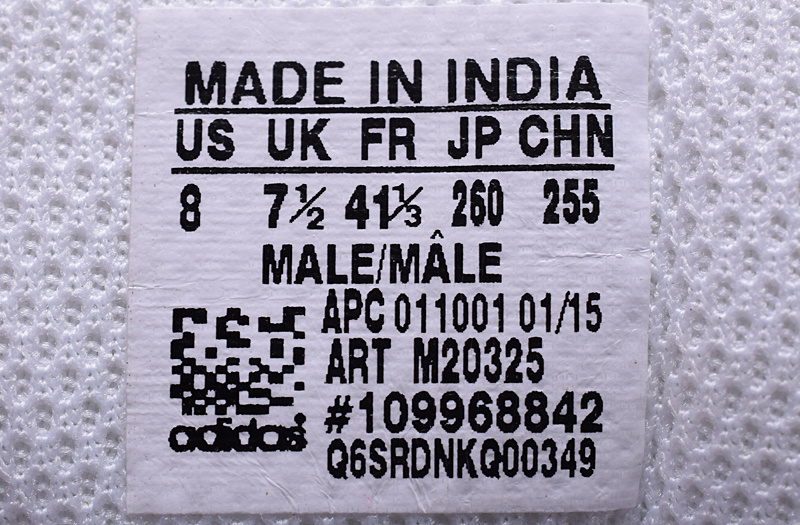 MADE IN INDIA
US UK FR JP CHN
8 7½ 41⅓ 260 255
MALE/MÂLE
APC 011001 01/15
ART M20325
#109968842
adidas
Q6SRDNKQ00349